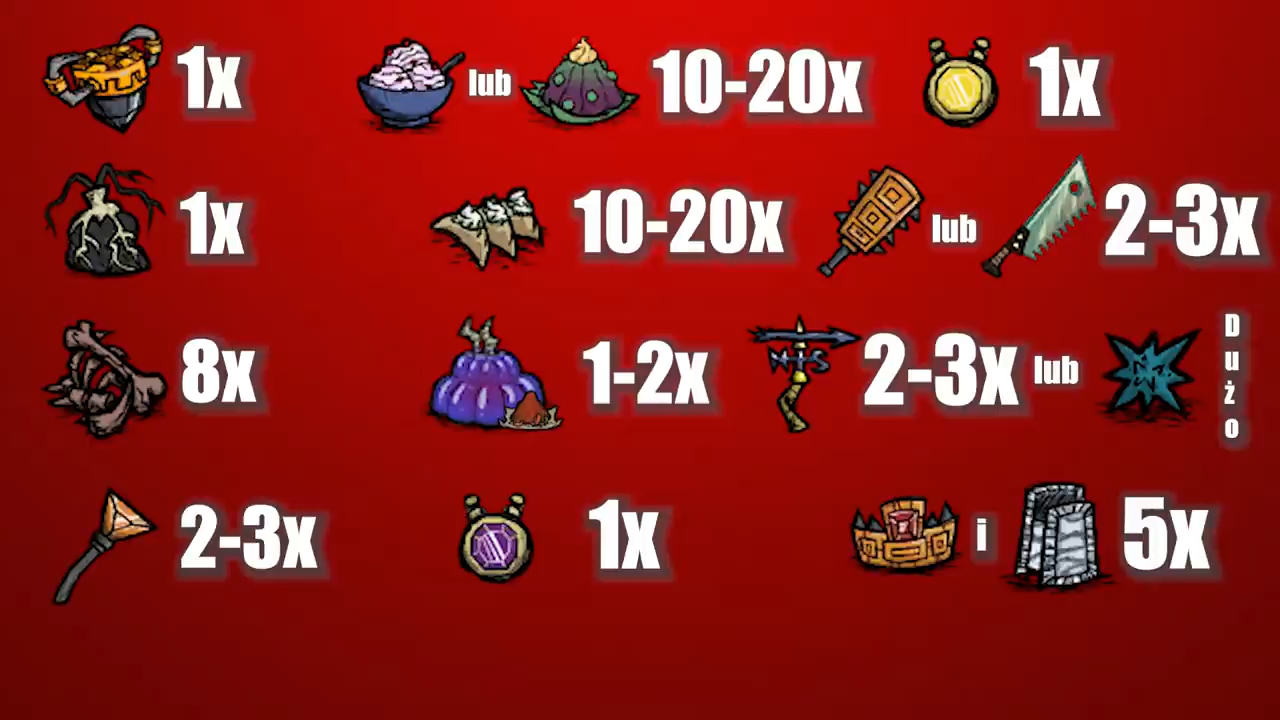 1x lub 10-20x 1x
1x 10-20x lub 2-3x
8x 1-2x 2-3x lub Dużo
2-3x 1x i 5x